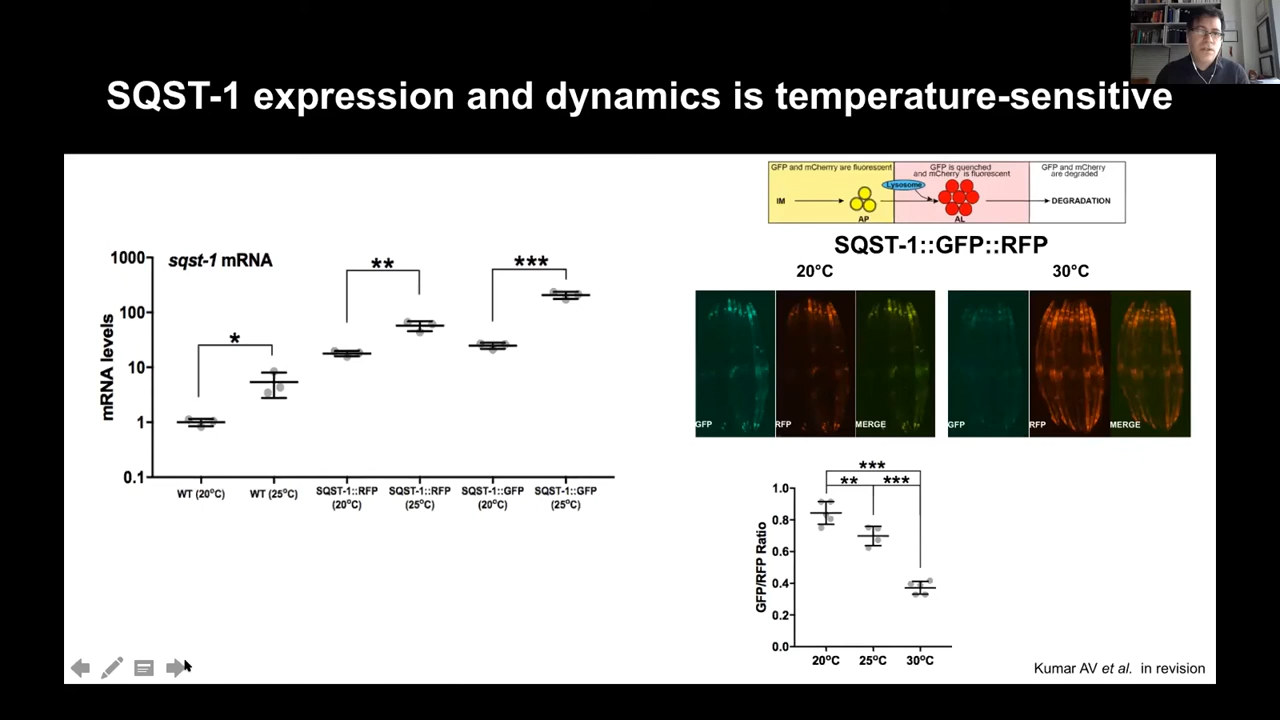 SQST-1 expression and dynamics is temperature-sensitive
sqst-1 mRNA
mRNA levels
1000
100
10
1
0.1
*
**
***
WT (20°C)
WT (25°C)
SQST-1::RFP
(20°C)
SQST-1::RFP
(25°C)
SQST-1::GFP
(20°C)
SQST-1::GFP
(25°C)
GFP and mCherrry are fluorescent
GFP is quenched
and mCherry is fluorescent
GFP and mCherry
are degraded
IM
AP
Lysosome
AL
DEGRADATION
SQST-1::GFP::RFP
20°C
30°C
GFP
RFP
MERGE
GFP
RFP
MERGE
***
**
***
GFP/RFP Ratio
1.0
0.8
0.6
0.4
0.2
0.0
20°C
25°C
30°C
Kumar AV et al. in revision